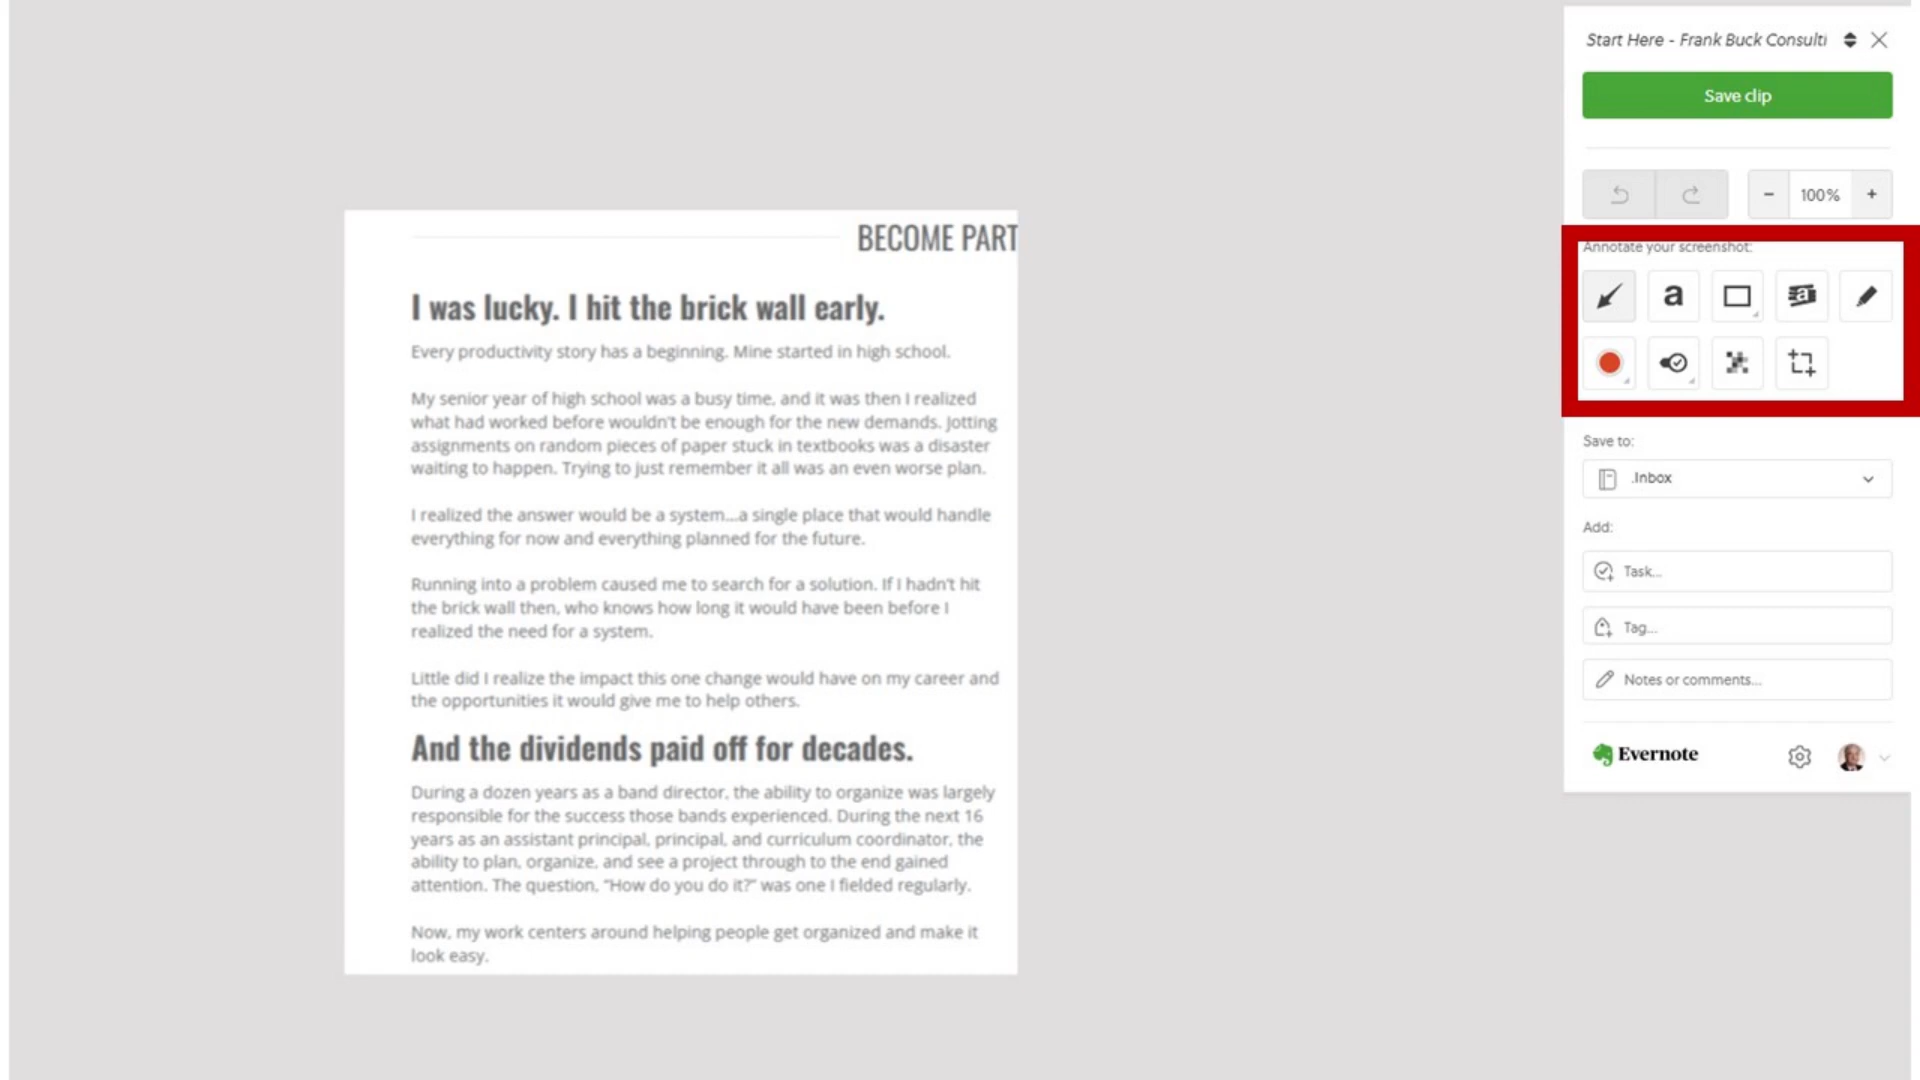 Start Here - Frank Buck Consulti
Save clip
100%
Annotate your screenshot:
a
a
Save to:
.Inbox
Add:
Task...
Tag...
Notes or comments...
Evernote
BECOME PART
I was lucky. I hit the brick wall early.
Every productivity story has a beginning. Mine started in high school.
My senior year of high school was a busy time, and it was then I realized
what had worked before wouldn't be enough for the new demands. Jotting
assignments on random pieces of paper stuck in textbooks was a disaster
waiting to happen. Trying to just remember it all was an even worse plan.
I realized the answer would be a system...a single place that would handle
everything for now and everything planned for the future.
Running into a problem caused me to search for a solution. If I hadn't hit
the brick wall then, who knows how long it would have been before I
realized the need for a system.
Little did I realize the impact this one change would have on my career and
the opportunities it would give me to help others.
And the dividends paid off for decades.
During a dozen years as a band director, the ability to organize was largely
responsible for the success those bands experienced. During the next 16
years as an assistant principal, principal, and curriculum coordinator, the
ability to plan, organize, and see a project through to the end gained
attention. The question, "How do you do it?" was one I fielded regularly.
Now, my work centers around helping people get organized and make it
look easy.